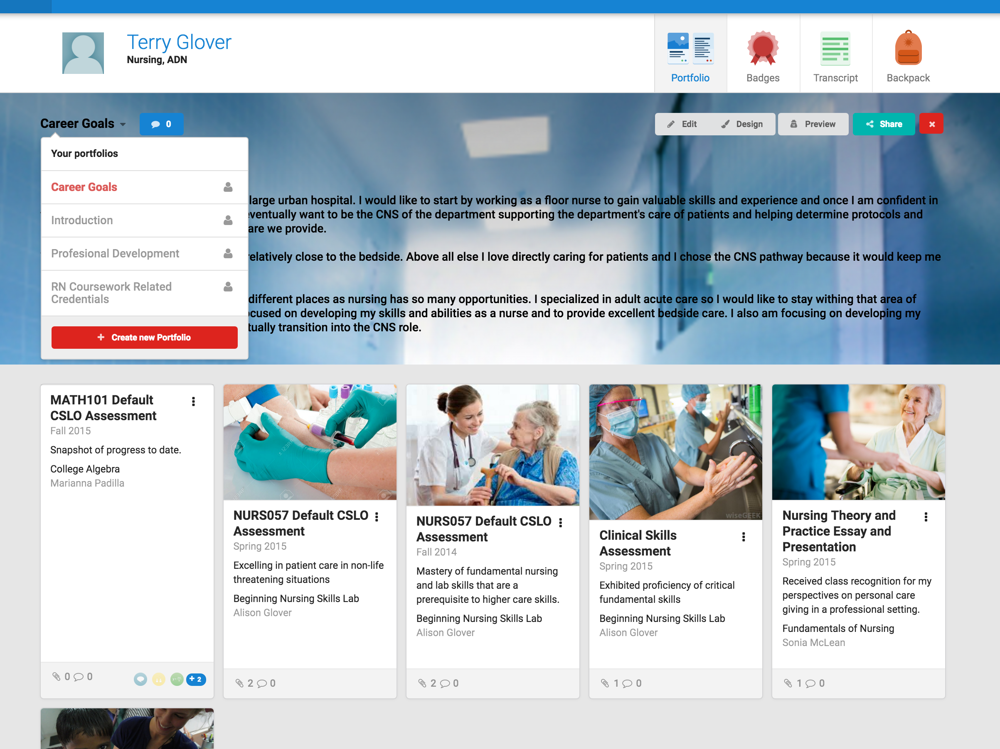 Terry Glover
Nursing, ADN
Portfolio
Badges
Transcript
Backpack
Career Goals
0
Edit
Design
Preview
Share
Your portfolios
Career Goals
Introduction
Profesional Development
RN Coursework Related
Credentials
Create new Portfolio
large urban hospital. I would like to start by working as a floor nurse to gain valuable skills and experience and once I am confident in
eventually want to be the CNS of the department supporting the department's care of patients and helping determine protocols and
are we provide.
relatively close to the bedside. Above all else I love directly caring for patients and I chose the CNS pathway because it would keep me
different places as nursing has so many opportunities. I specialized in adult acute care so I would like to stay withing that area of
ocused on developing my skills and abilities as a nurse and to provide excellent bedside care. I also am focusing on developing my
tually transition into the CNS role.
MATH101 Default
CSLO Assessment
Fall 2015
Snapshot of progress to date.
College Algebra
Marianna Padilla
0 0
+ 2
NURS057 Default CSLO
Assessment
Spring 2015
Excelling in patient care in non-life
threatening situations
Beginning Nursing Skills Lab
Alison Glover
2 0
NURS057 Default CSLO
Assessment
Fall 2014
Mastery of fundamental nursing
and lab skills that are a
prerequisite to higher care skills.
Beginning Nursing Skills Lab
Alison Glover
2 0
wiseGEEK
Clinical Skills
Assessment
Spring 2015
Exhibited proficiency of critical
fundamental skills
Beginning Nursing Skills Lab
Alison Glover
1 0
Nursing Theory and
Practice Essay and
Presentation
Spring 2015
Received class recognition for my
perspectives on personal care
giving in a professional setting.
Fundamentals of Nursing
Sonia McLean
1 0